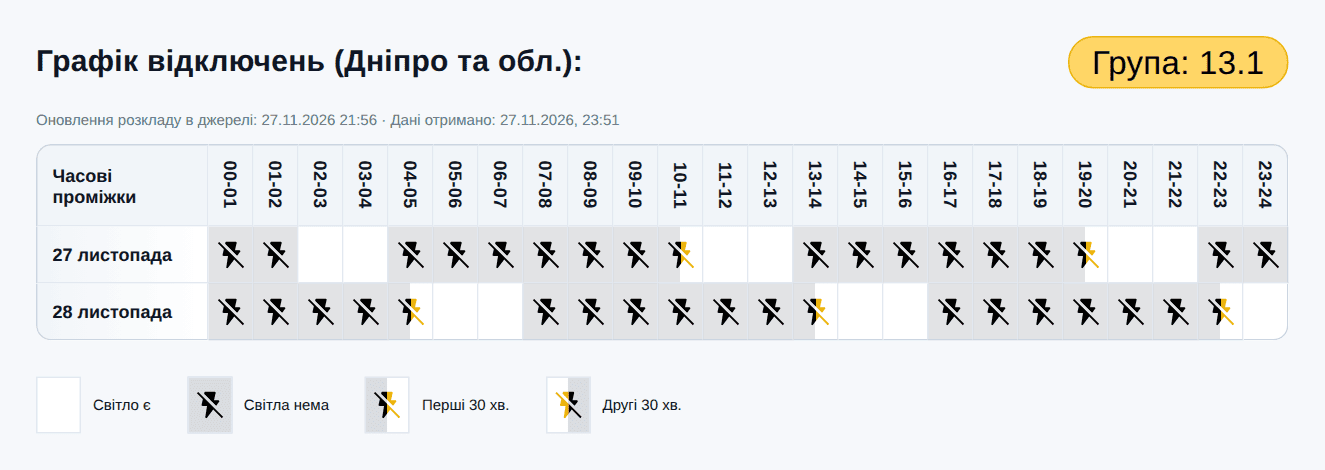 Графік відключень (Дніпро та обл.):
Група: 13.1
Оновлення розкладу в джерелі: 27.11.2026 21:56 · Дані отримано: 27.11.2026, 23:51
Часові
проміжки
00-01
01-02
02-03
03-04
04-05
05-06
06-07
07-08
08-09
09-10
10-11
11-12
12-13
13-14
14-15
15-16
16-17
17-18
18-19
19-20
20-21
21-22
22-23
23-24
27 листопада
28 листопада
Світло є
Світла нема
Перші 30 хв.
Другі 30 хв.